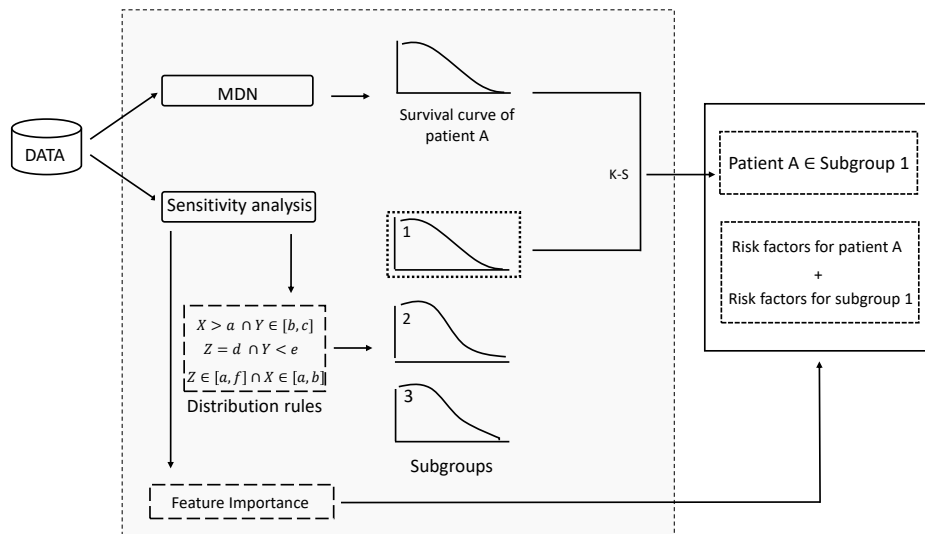 DATA
MDN
Survival curve of
patient A
Sensitivity analysis
K-S
Patient A ∈ Subgroup 1
1
Risk factors for patient A
+
Risk factors for subgroup 1
X > a ∩ Y ∈ [b, c]
Z = d ∩ Y < e
Z ∈ [a, f] ∩ X ∈ [a, b]
Distribution rules
2
3
Subgroups
Feature Importance